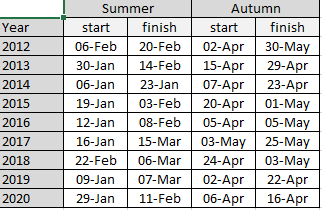 Summer Autumn
Year start finish start finish
2012 06-Feb 20-Feb 02-Apr 30-May
2013 30-Jan 14-Feb 15-Apr 29-Apr
2014 06-Jan 23-Jan 07-Apr 23-Apr
2015 19-Jan 03-Feb 20-Apr 01-May
2016 12-Jan 08-Feb 05-Apr 05-May
2017 16-Jan 15-Mar 03-May 25-May
2018 22-Feb 06-Mar 24-Apr 03-May
2019 09-Jan 07-Mar 02-Apr 22-Apr
2020 29-Jan 11-Feb 06-Apr 16-Apr